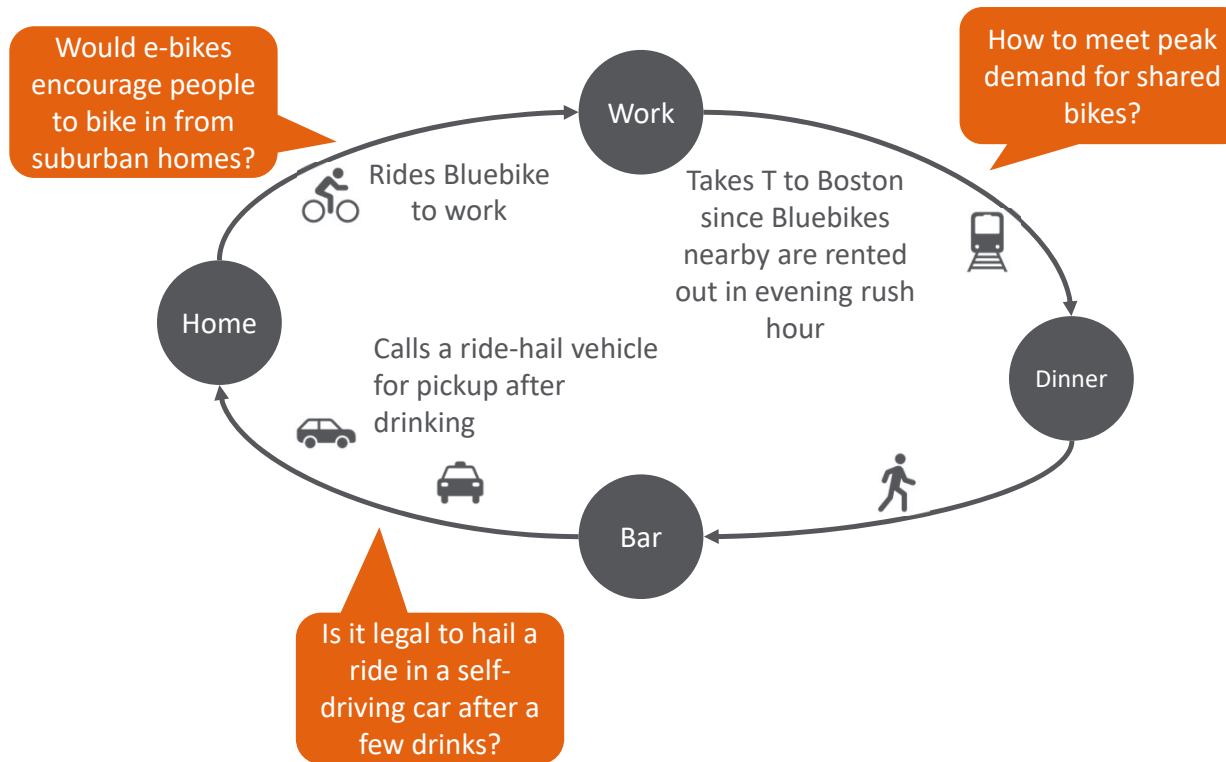 Would e-bikes
encourage people
to bike in from
suburban homes?
Work
How to meet peak
demand for shared
bikes?
Rides Bluebike
to work
Takes T to Boston
since Bluebikes
nearby are rented
out in evening rush
hour
Home
Dinner
Calls a ride-hail vehicle
for pickup after
drinking
Bar
Is it legal to hail a
ride in a self-
driving car after a
few drinks?